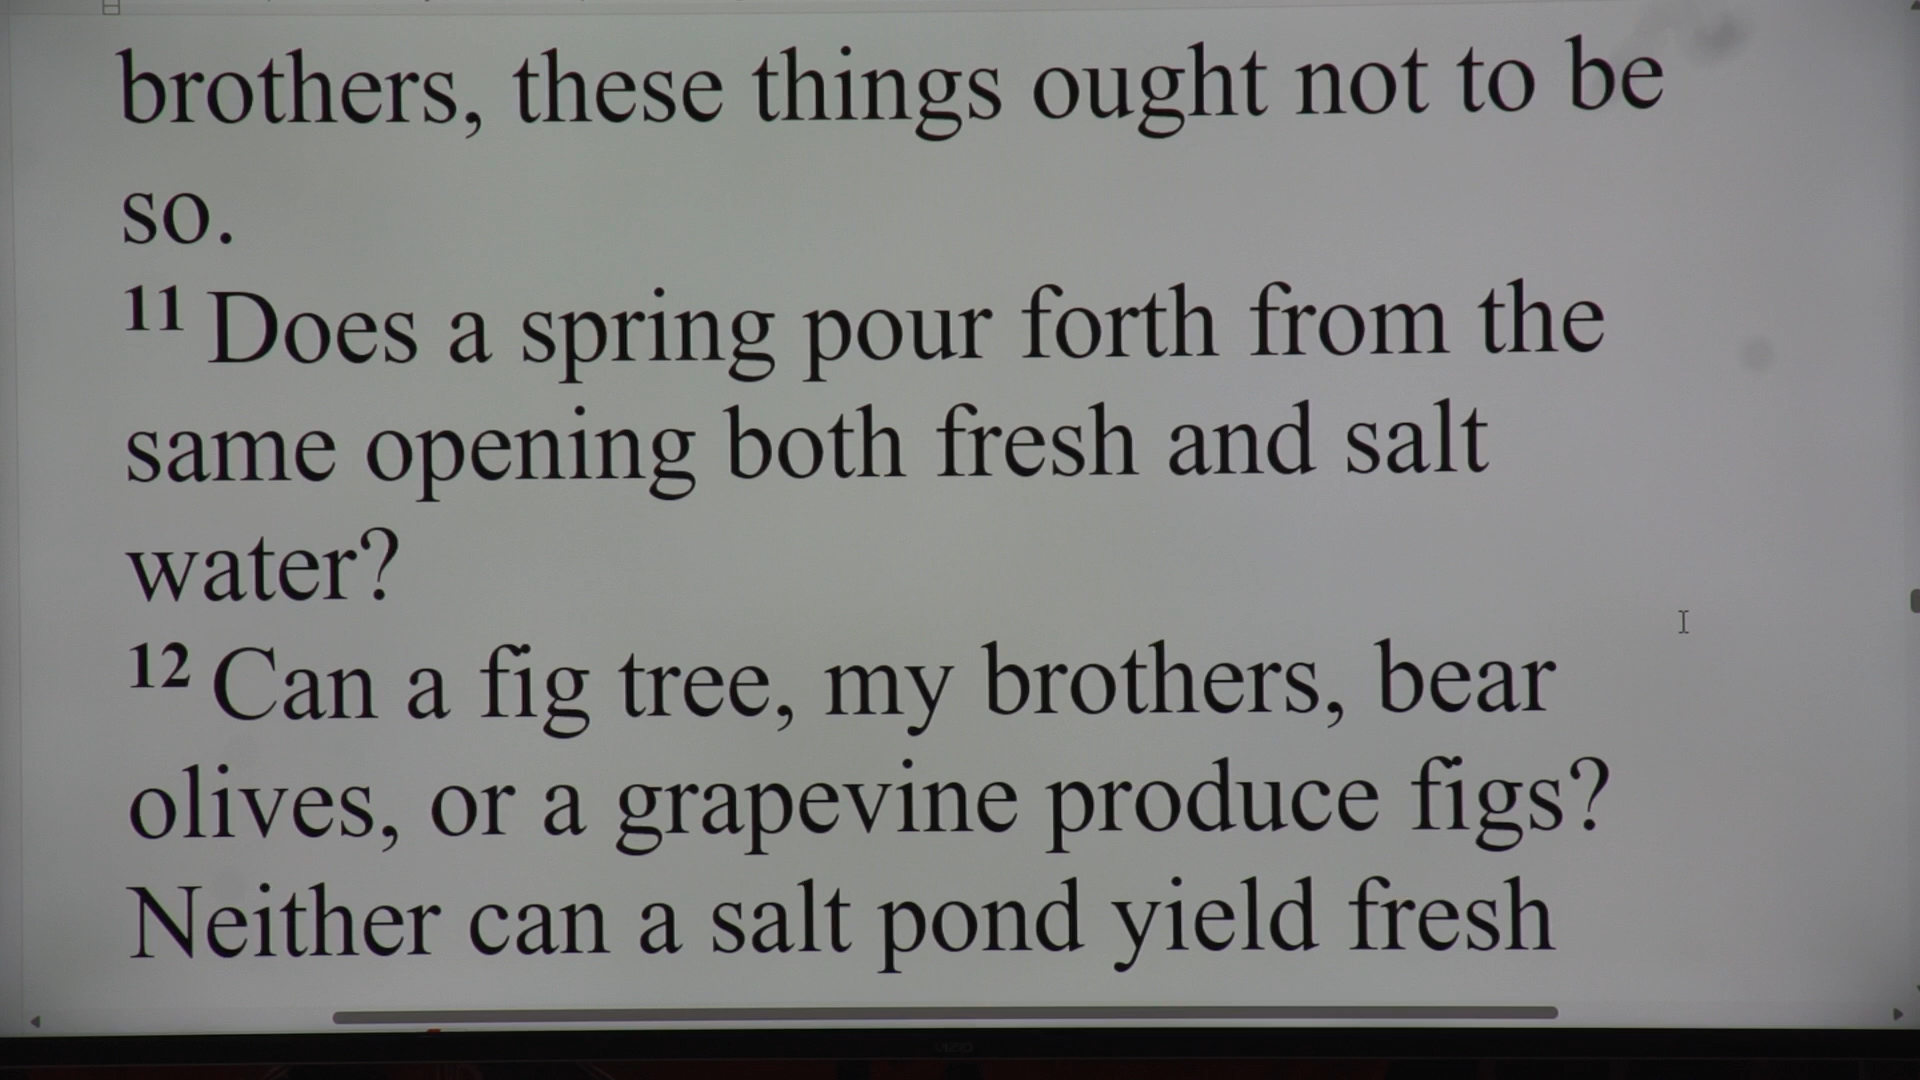 brothers, these things ought not to be
so.
11 Does a spring pour forth from the
same opening both fresh and salt
water?
12 Can a fig tree, my brothers, bear
olives, or a grapevine produce figs?
Neither can a salt pond yield fresh